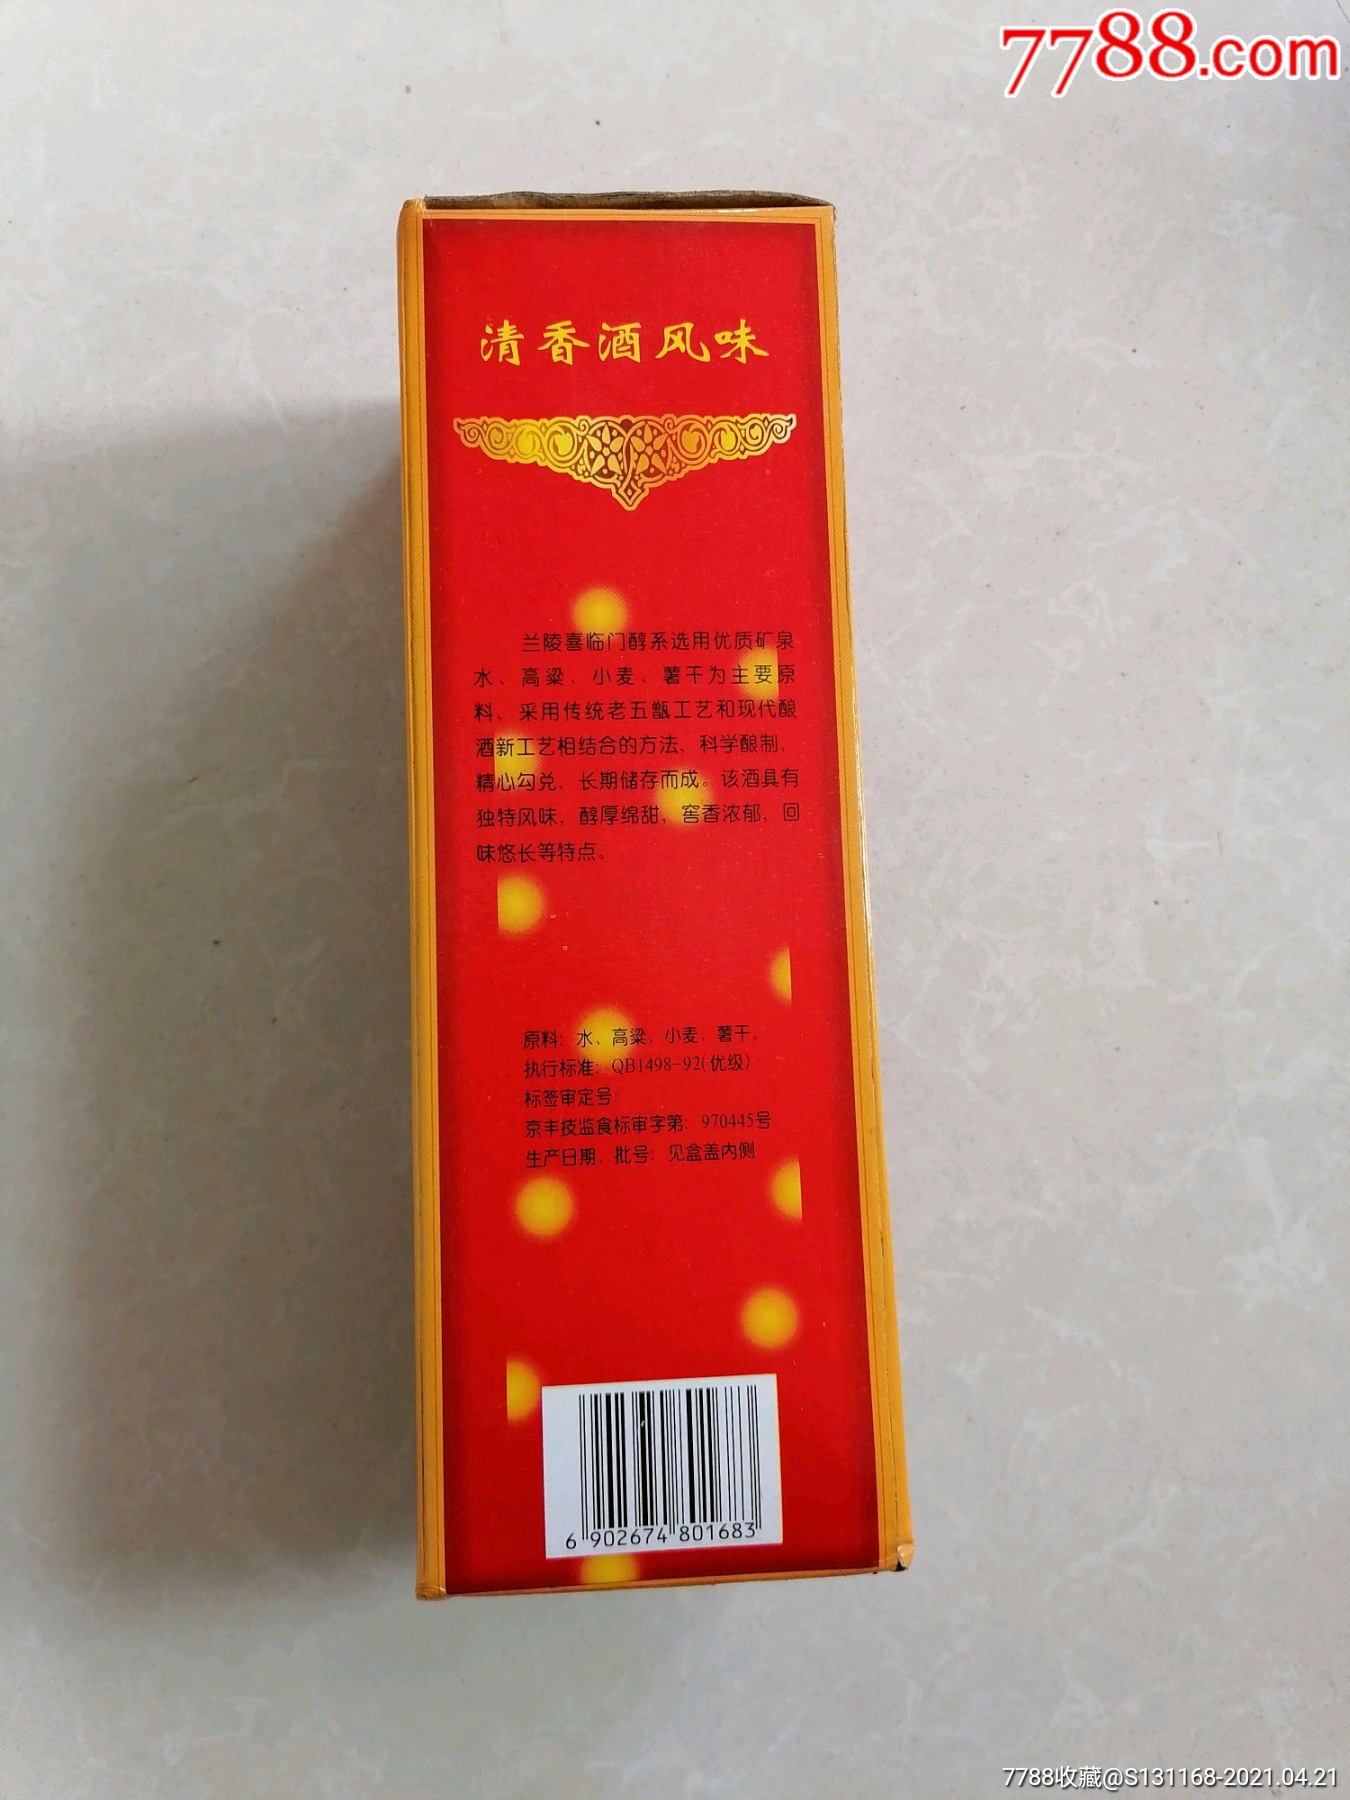 7788.com
清香酒风味
兰陵喜临门醇系选用优质矿泉
水、高粱、小麦、薯干为主要原
料，采用传统老五甑工艺和现代酿
酒新工艺相结合的方法，科学酿制，
精心勾兑、长期储存而成。该酒具有
独特风味，醇厚绵甜，窖香浓郁，回
味悠长等特点。
原料：水、高粱、小麦、薯干。
执行标准：QB1498-92(优级)
标签审定号：
京丰技监食标审字第：970445号
生产日期、批号：见盒盖内侧
6 902674 801683
7788收藏@S131168-2021.04.21